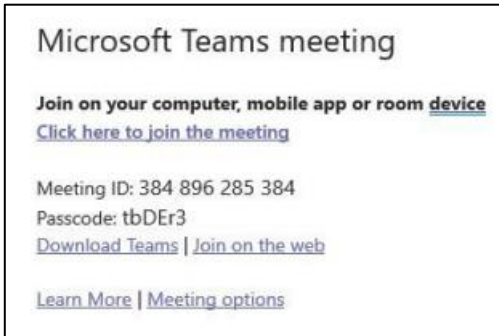 Microsoft Teams meeting
Join on your computer, mobile app or room device
Click here to join the meeting
Meeting ID: 384 896 285 384
Passcode: tbDEr3
Download Teams | Join on the web
Learn More | Meeting options